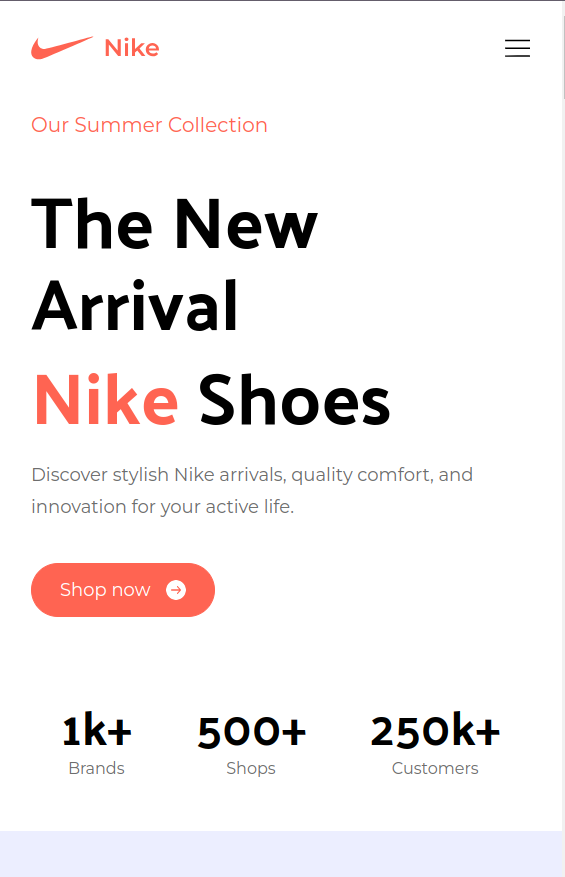 Nike
Our Summer Collection
The New
Arrival
Nike Shoes
Discover stylish Nike arrivals, quality comfort, and
innovation for your active life.
Shop now
1k+ 500+ 250k+
Brands Shops Customers